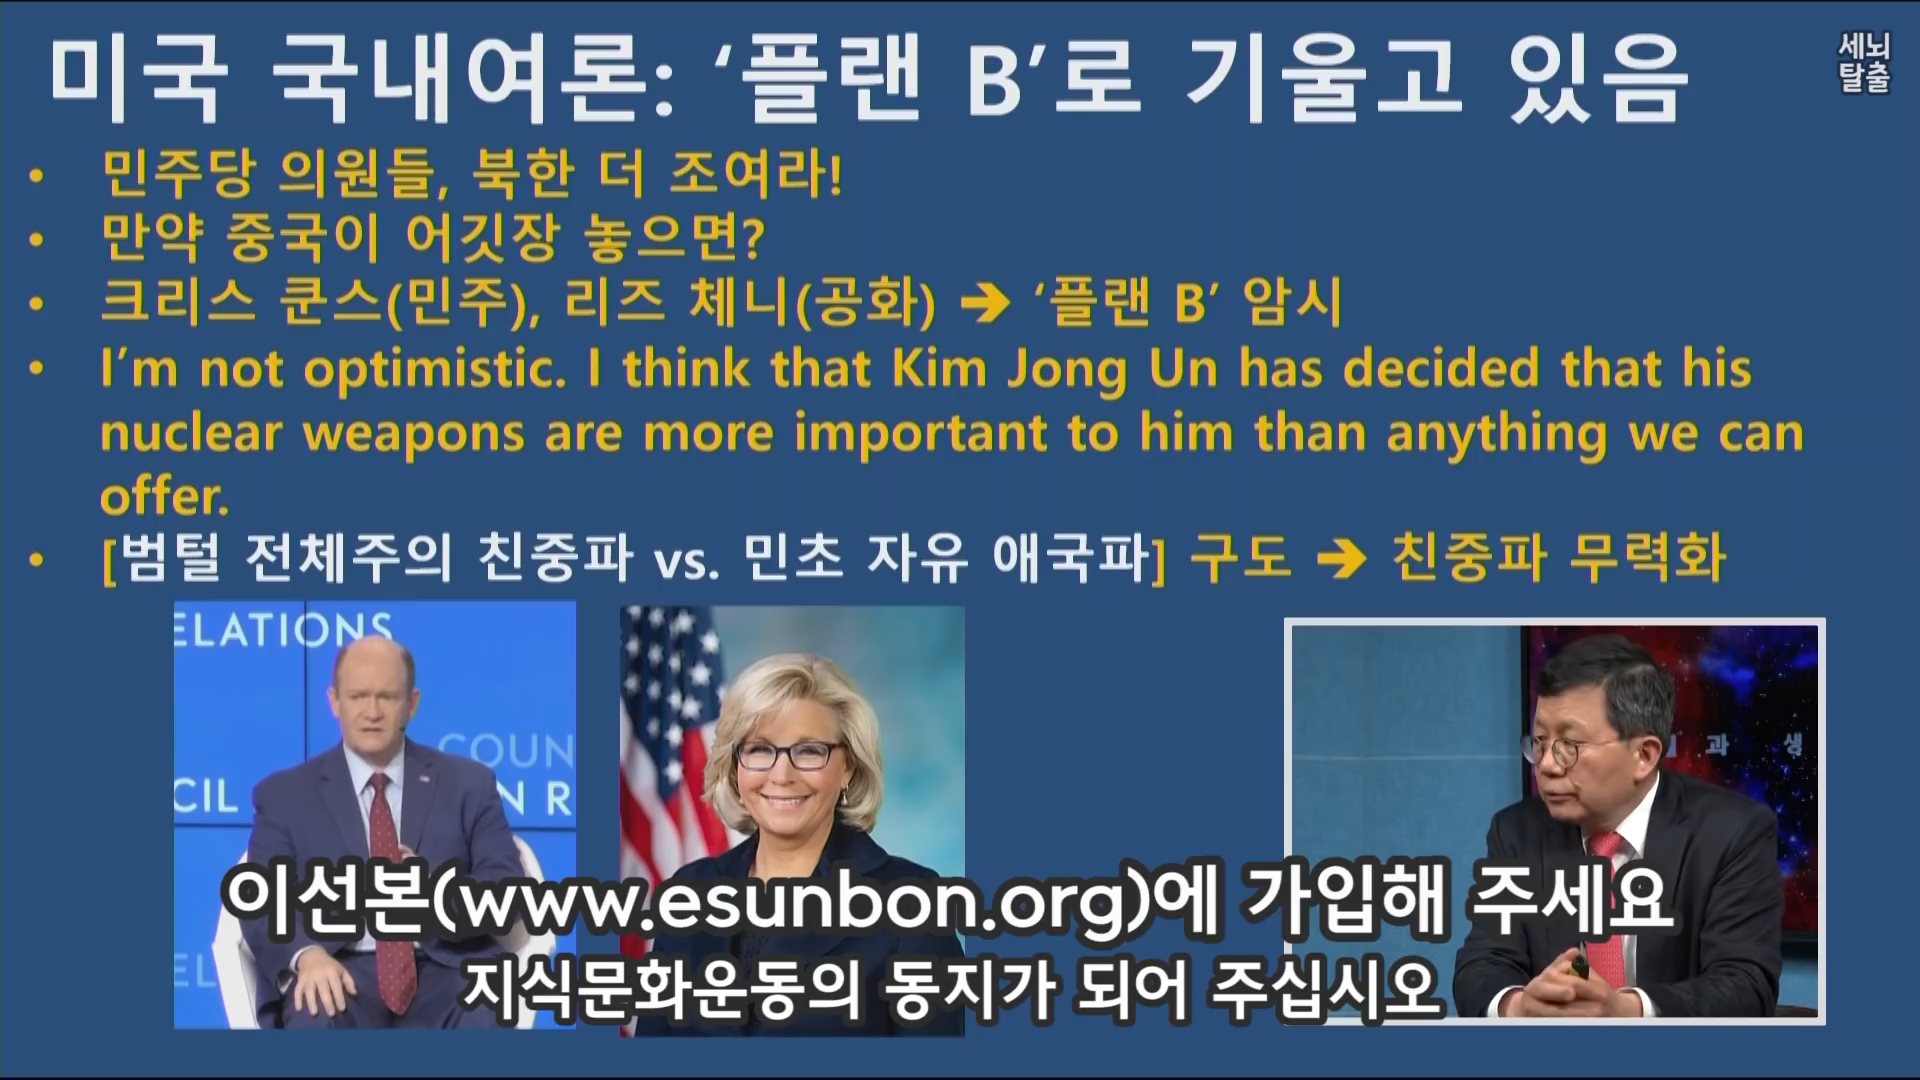 미국 국내여론: ‘플랜 B’로 기울고 있음
세뇌
탈출
• 민주당 의원들, 북한 더 조여라!
• 만약 중국이 어깃장 놓으면?
• 크리스 쿤스(민주), 리즈 체니(공화) ➔ ‘플랜 B’ 암시
• I’m not optimistic. I think that Kim Jong Un has decided that his
nuclear weapons are more important to him than anything we can
offer.
• [범털 전체주의 친중파 vs. 민초 자유 애국파] 구도 ➔ 친중파 무력화
ELATIONS
COUN
CIL
N R
EL
과 생
이선본(www.esunbon.org)에 가입해 주세요
지식문화운동의 동지가 되어 주십시오